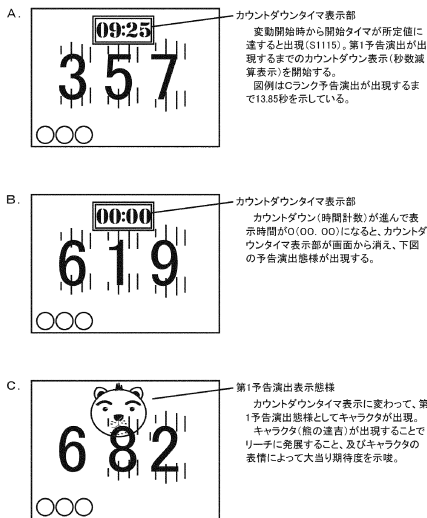 A.
09:25
3 5 7
カウントダウンタイマ表示部
変動開始時から開始タイマが所定値に
達すると出現(S1115)。第1予告演出が出
現するまでのカウントダウン表示(秒数減
算表示)を開始する。
図例はCランク予告演出が出現するま
で13.85秒を示している。
B.
00:00
6 1 9
カウントダウンタイマ表示部
カウントダウン(時間計数)が進んで表
示時間が0(00.00)になると、カウントダ
ウンタイマ表示部が画面から消え、下図
の予告演出態様が出現する。
C.
6 8 2
第1予告演出表示態様
カウントダウンタイマ表示に変わって、第
1予告演出態様としてキャラクタが出現。
キャラクタ(熊の達吉)が出現することで
リーチに発展すること、及びキャラクタの
表情によって大当り期待度を示唆。